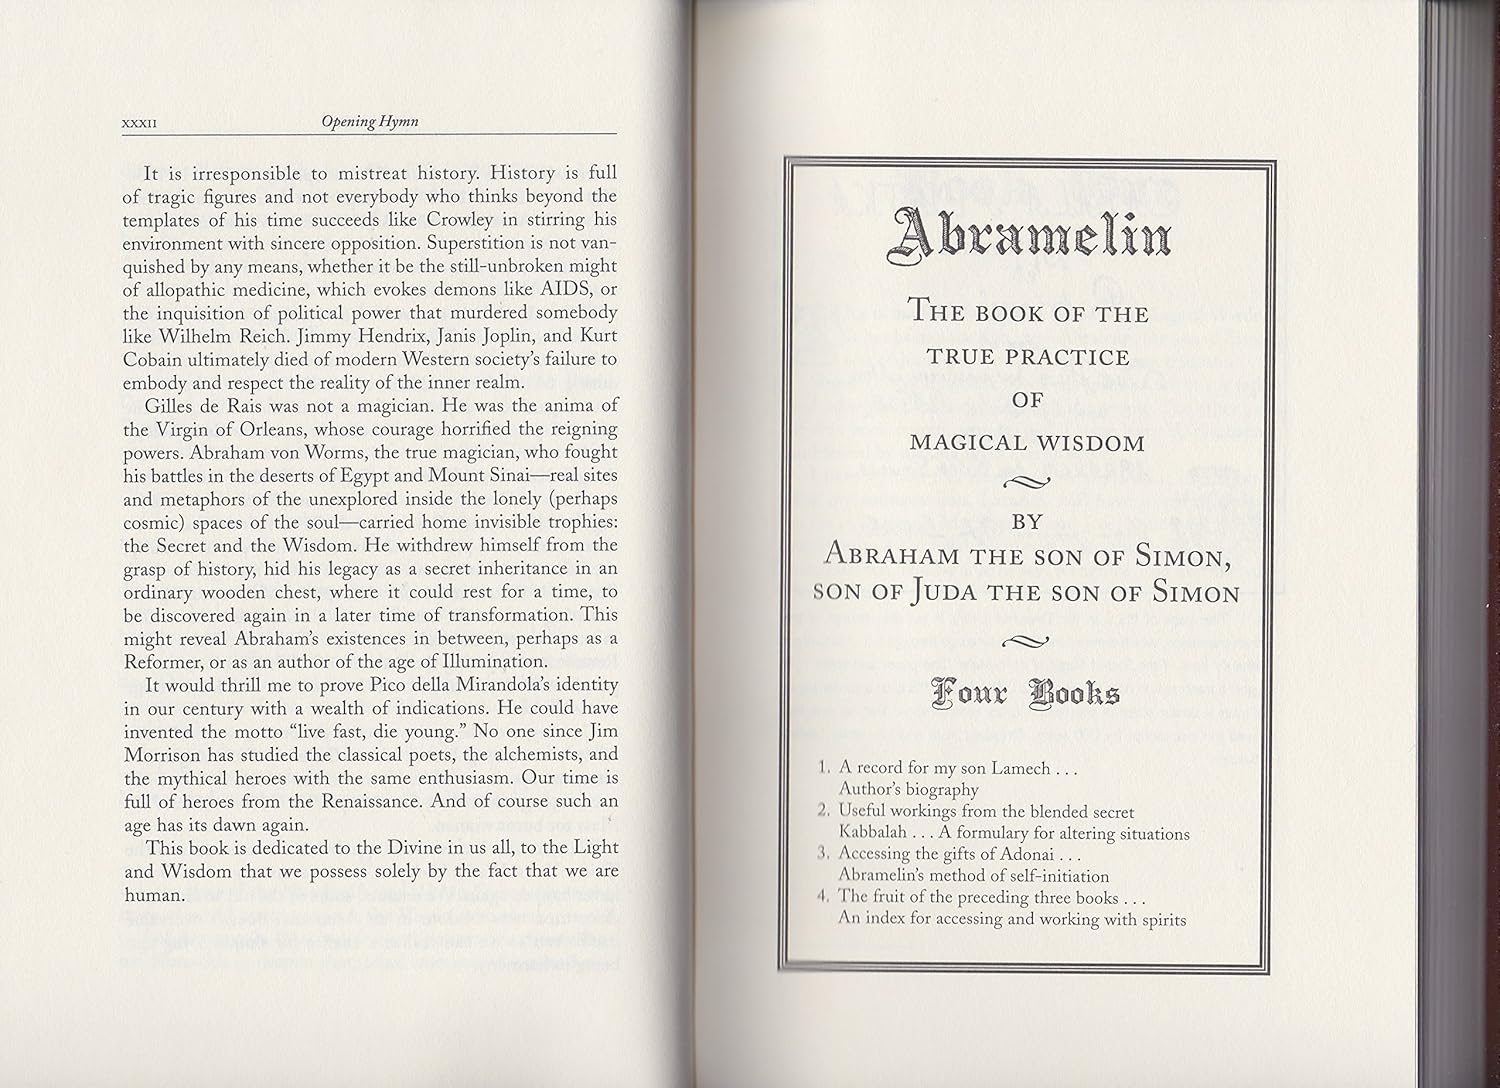 XXXII
Opening Hymn
It is irresponsible to mistreat history. History is full
of tragic figures and not everybody who thinks beyond the
templates of his time succeeds like Crowley in stirring his
environment with sincere opposition. Superstition is not van-
quished by any means, whether it be the still-unbroken might
of allopathic medicine, which evokes demons like AIDS, or
the inquisition of political power that murdered somebody
like Wilhelm Reich. Jimmy Hendrix, Janis Joplin, and Kurt
Cobain ultimately died of modern Western society's failure to
embody and respect the reality of the inner realm.
Gilles de Rais was not a magician. He was the anima of
the Virgin of Orleans, whose courage horrified the reigning
powers. Abraham von Worms, the true magician, who fought
his battles in the deserts of Egypt and Mount Sinai—real sites
and metaphors of the unexplored inside the lonely (perhaps
cosmic) spaces of the soul—carried home invisible trophies:
the Secret and the Wisdom. He withdrew himself from the
grasp of history, hid his legacy as a secret inheritance in an
ordinary wooden chest, where it could rest for a time, to
be discovered again in a later time of transformation. This
might reveal Abraham's existences in between, perhaps as a
Reformer, or as an author of the age of Illumination.
It would thrill me to prove Pico della Mirandola's identity
in our century with a wealth of indications. He could have
invented the motto "live fast, die young." No one since Jim
Morrison has studied the classical poets, the alchemists, and
the mythical heroes with the same enthusiasm. Our time is
full of heroes from the Renaissance. And of course such an
age has its dawn again.
This book is dedicated to the Divine in us all, to the Light
and Wisdom that we possess solely by the fact that we are
human.
Abramelin
THE BOOK OF THE
TRUE PRACTICE
OF
MAGICAL WISDOM
BY
ABRAHAM THE SON OF SIMON,
SON OF JUDA THE SON OF SIMON
Four Books
1. A record for my son Lamech . . .
Author's biography
2. Useful workings from the blended secret
Kabbalah . . . A formulary for altering situations
3. Accessing the gifts of Adonai . . .
Abramelin's method of self-initiation
4. The fruit of the preceding three books . . .
An index for accessing and working with spirits